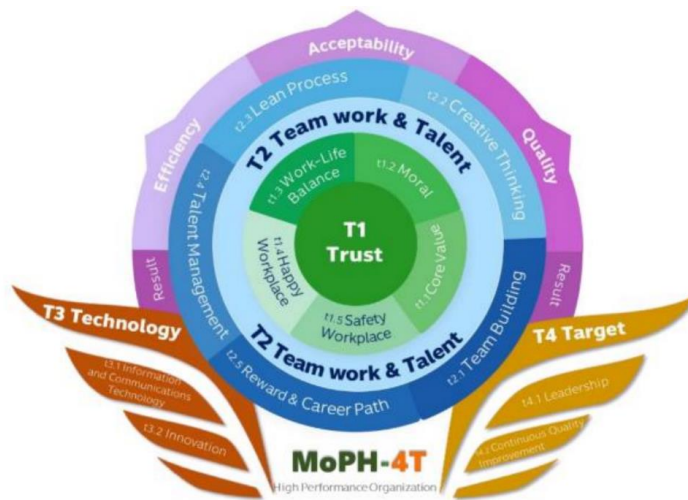 Acceptability
Efficiency
Quality
Result
Result
t2.3 Lean Process
t2.2 Creative Thinking
t2.4 Talent Management
t2.1 Team Building
t2.5 Reward & Career Path
T2 Team work & Talent
t1.3 Work-Life
Balance
t1.2 Moral
t1.4 Happy
Workplace
t1.1 Core Value
t1.5 Safety
Workplace
T1
Trust
T2 Team work & Talent
T3 Technology
t3.1 Information
and Communications
Technology
t3.2 Innovation
T4 Target
t4.1 Leadership
t4.2 Continuous Quality
Improvement
MoPH-4T
High Performance Organization